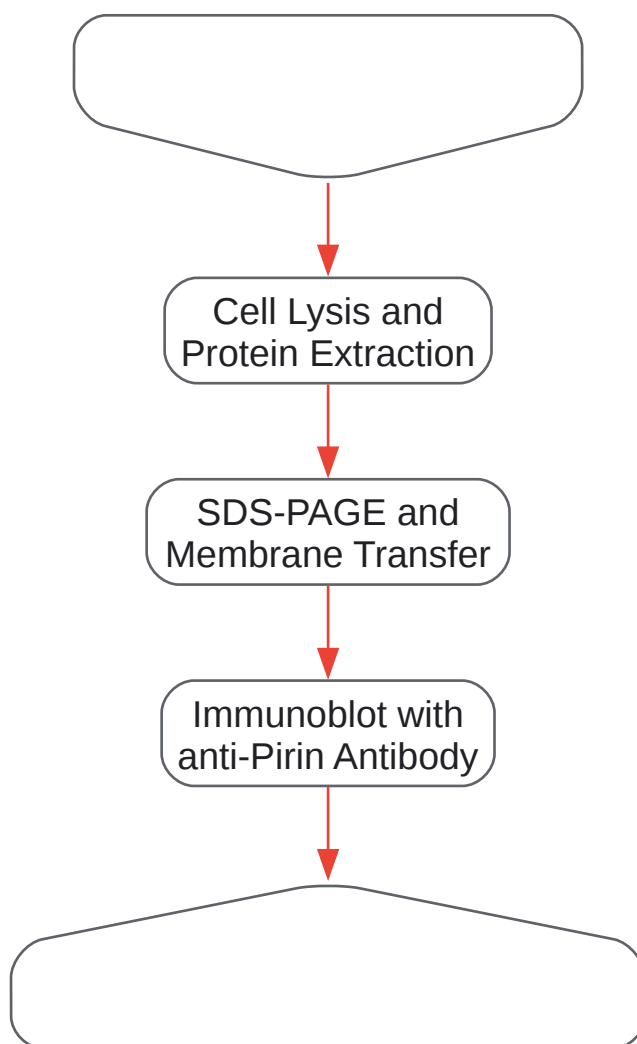 Cell Lysis and
Protein Extraction
SDS-PAGE and
Membrane Transfer
Immunoblot with
anti-Pirin Antibody